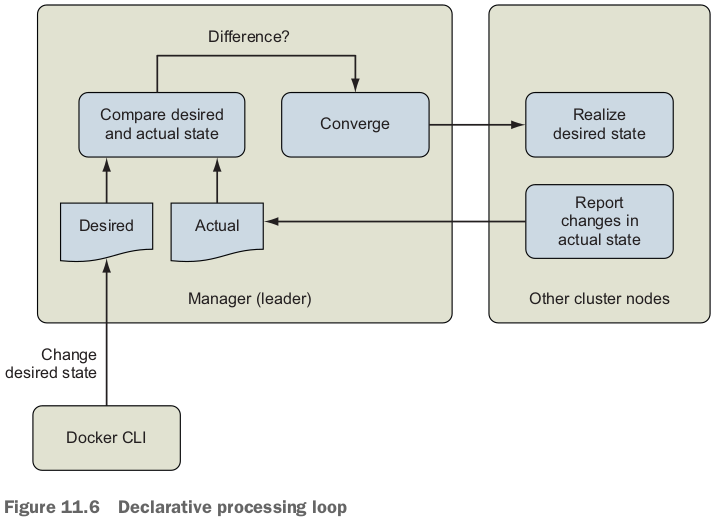 Difference?
Compare desired
and actual state
Converge
Realize
desired state
Desired
Actual
Report
changes in
actual state
Manager (leader)
Other cluster nodes
Change
desired state
Docker CLI
Figure 11.6 Declarative processing loop